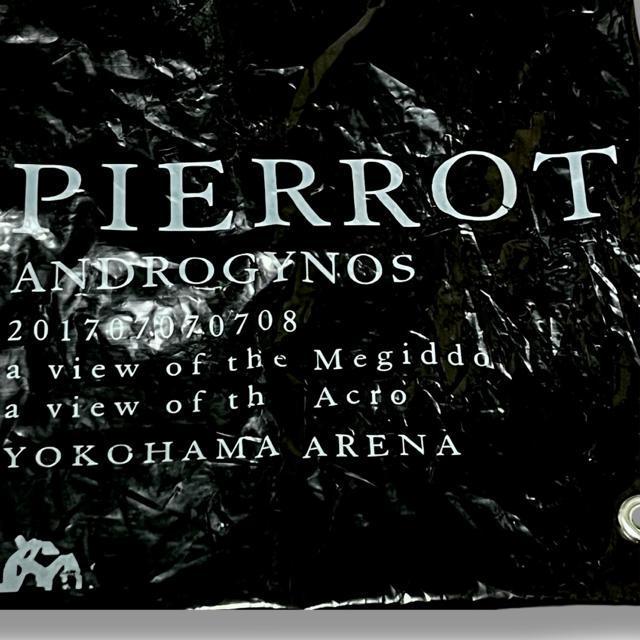 PIERROT
ANDROGYNOS
201707070708
a view of the Megiddo
a view of th Acro
YOKOHAMA ARENA